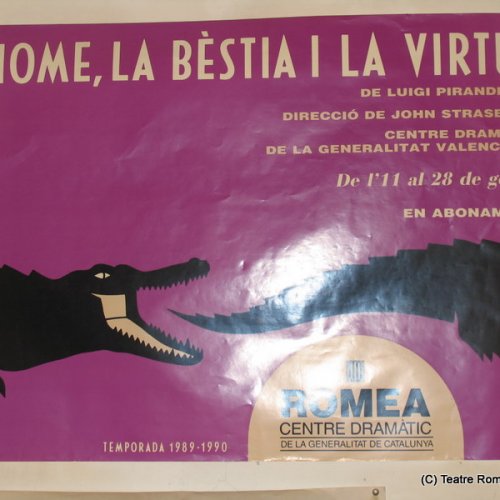 HOME, LA BÈSTIA I LA VIRTU
DE LUIGI PIRANDE
DIRECCIÓ DE JOHN STRASE
CENTRE DRAM
DE LA GENERALITAT VALENC
De l'11 al 28 de g
EN ABONAM
ROMEA
CENTRE DRAMÀTIC
DE LA GENERALITAT DE CATALUNYA
TEMPORADA 1989-1990
(C) Teatre Rom